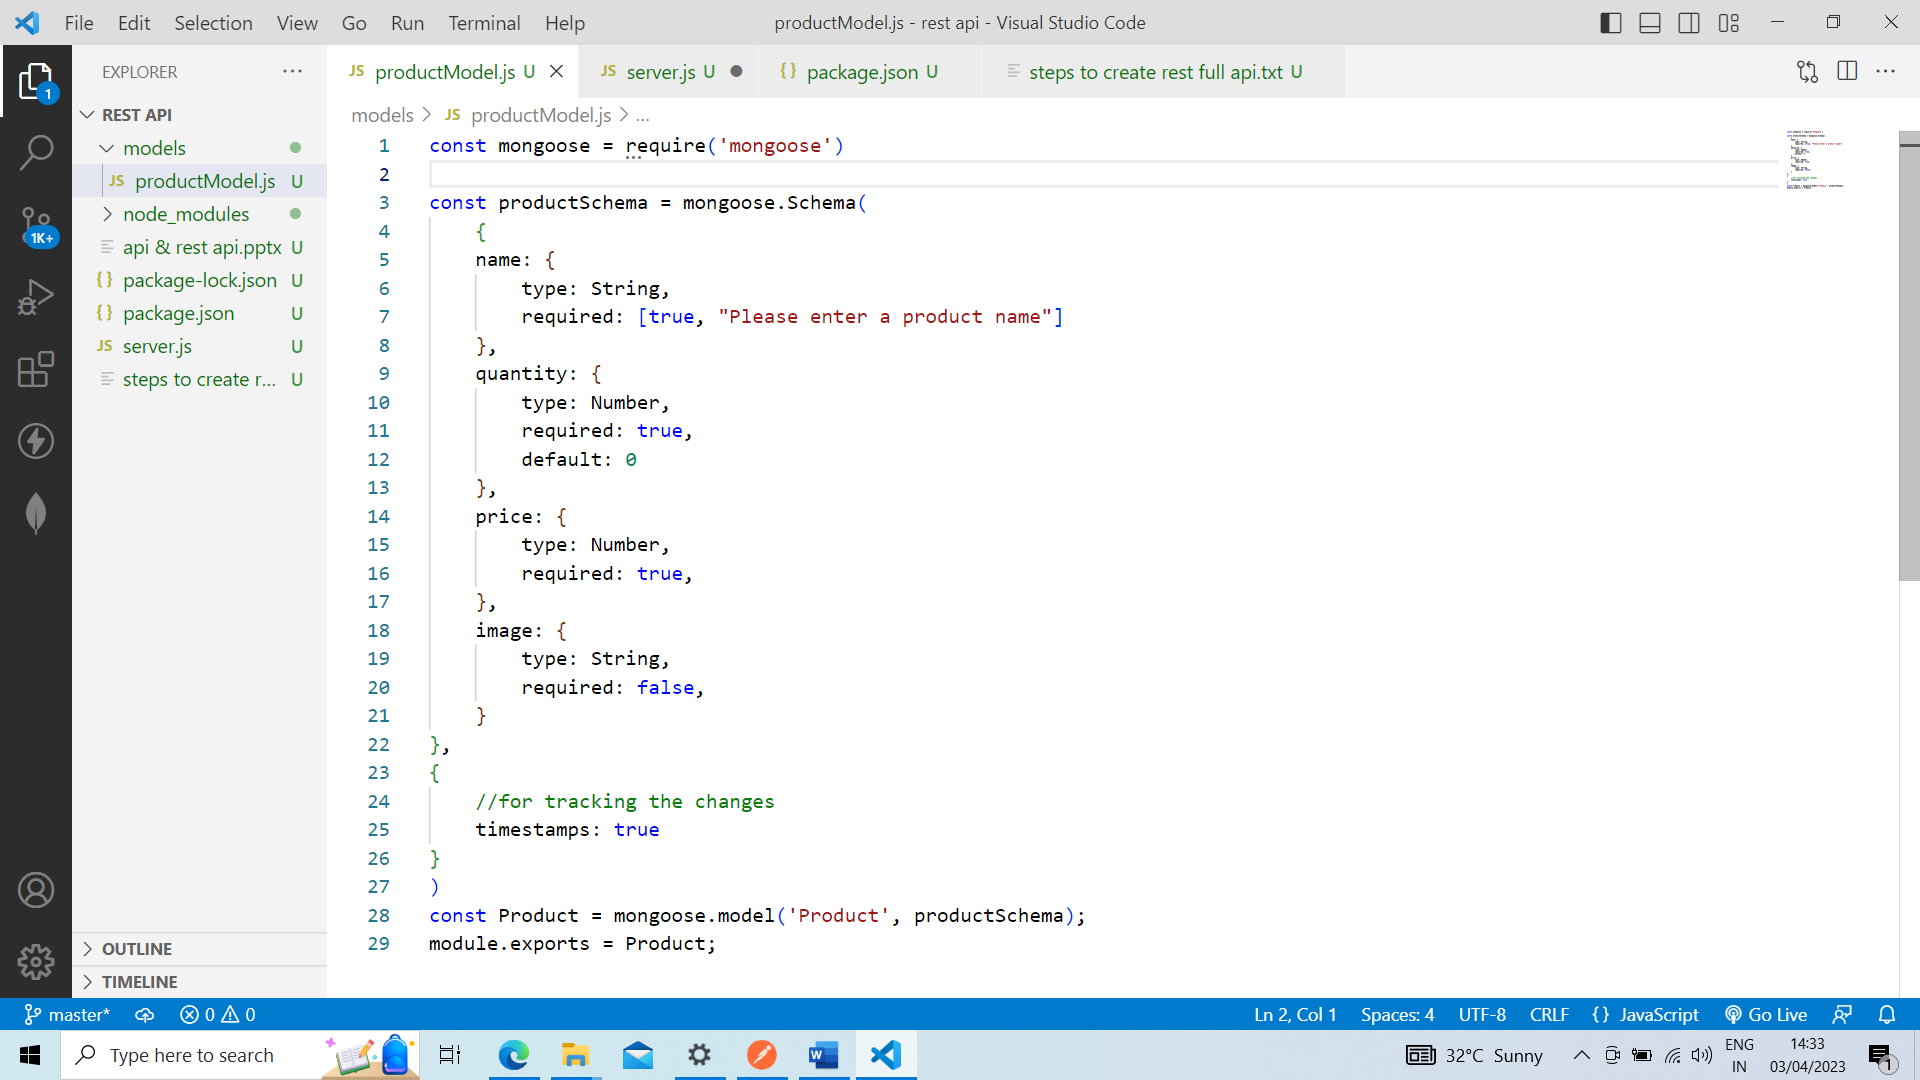 File Edit Selection View Go Run Terminal Help productModel.js - rest api - Visual Studio Code
EXPLORER
1
REST API
models
JS productModel.js U
node_modules
1K+
api & rest api.pptx U
{} package-lock.json U
{} package.json U
JS server.js U
steps to create r... U
OUTLINE
TIMELINE
JS productModel.js U JS server.js U {} package.json U steps to create rest full api.txt U
models > JS productModel.js > ...
1 const mongoose = require('mongoose')
2
3 const productSchema = mongoose.Schema(
4 {
5 name: {
6 type: String,
7 required: [true, "Please enter a product name"]
8 },
9 quantity: {
10 type: Number,
11 required: true,
12 default: 0
13 },
14 price: {
15 type: Number,
16 required: true,
17 },
18 image: {
19 type: String,
20 required: false,
21 }
22 },
23 {
24 //for tracking the changes
25 timestamps: true
26 }
27 )
28 const Product = mongoose.model('Product', productSchema);
29 module.exports = Product;
master* 0 0 Ln 2, Col 1 Spaces: 4 UTF-8 CRLF {} JavaScript Go Live
Type here to search 32°C Sunny ENG IN 14:33 03/04/2023 1